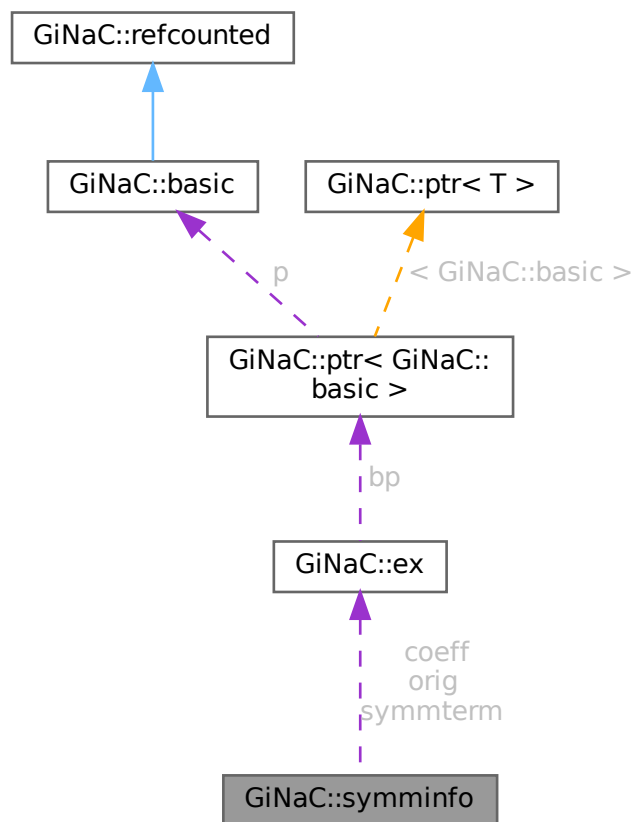 GiNaC::refcounted
GiNaC::basic
GiNaC::ptr< T >
p
< GiNaC::basic >
GiNaC::ptr< GiNaC::
basic >
bp
GiNaC::ex
coeff
orig
symmterm
GiNaC::symminfo